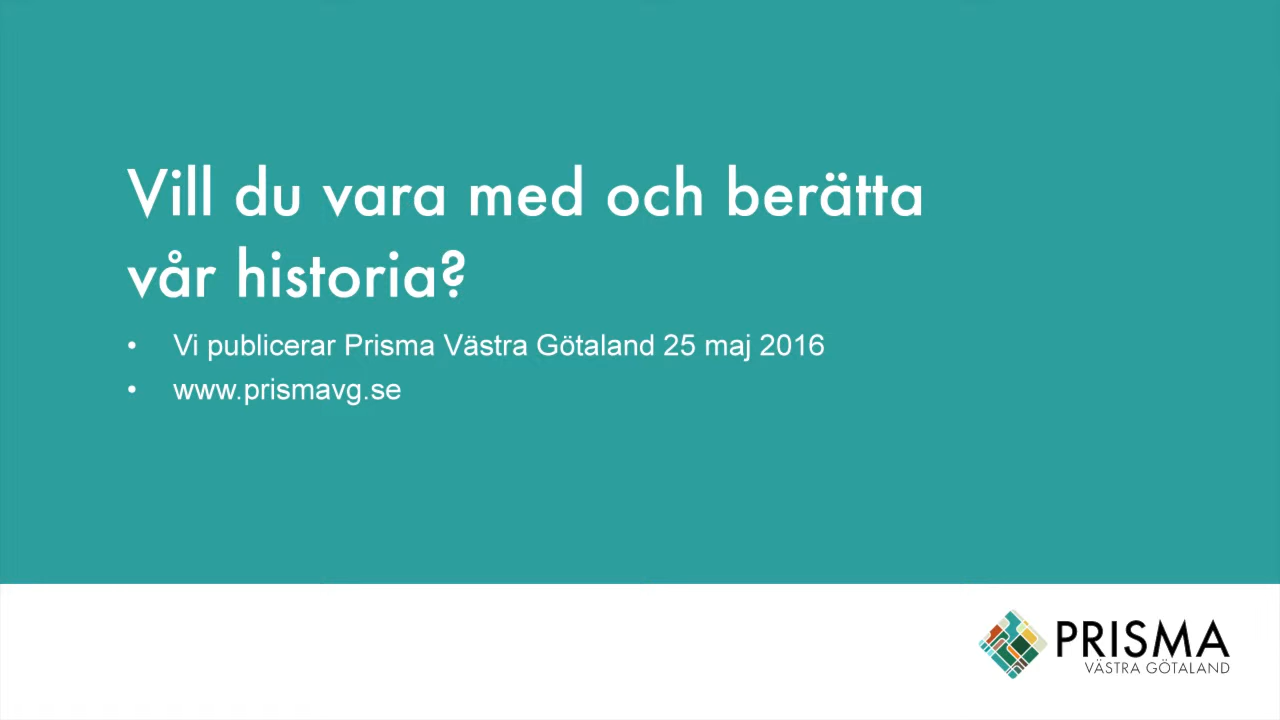 Vill du vara med och berätta
vår historia?
• Vi publicerar Prisma Västra Götaland 25 maj 2016
• www.prismavg.se
PRISMA
VÄSTRA GÖTALAND